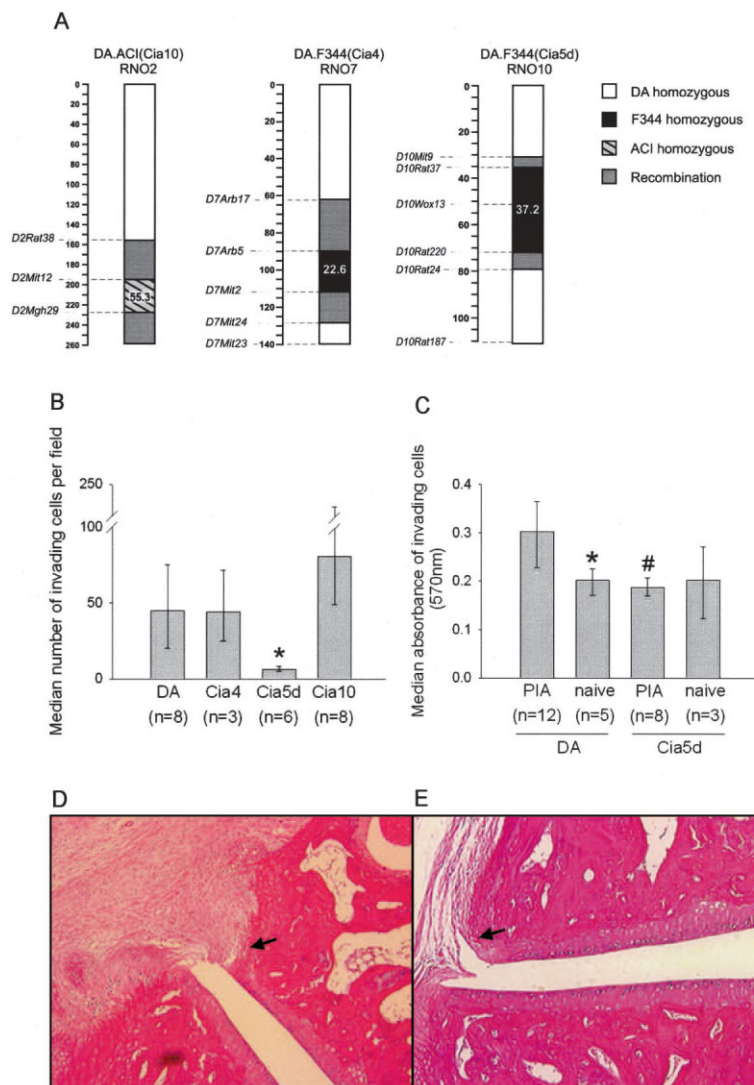 A
DA.ACI(Cia10)
RNO2
0
20
40
60
80
100
120
140
160
180
200
220
240
260
D2Rat38
D2Mit12
D2Mgh29
55.3
DA.F344(Cia4)
RNO7
0
20
40
60
80
100
120
140
D7Arb17
D7Arb5
D7Mit2
D7Mit24
D7Mit23
22.6
DA.F344(Cia5d)
RNO10
0
20
40
60
80
100
D10Mit9
D10Rat37
D10Wox13
D10Rat220
D10Rat24
D10Rat187
37.2
DA homozygous
F344 homozygous
ACI homozygous
Recombination
B
Median number of invading cells per field
250
100
50
0
*
DA Cia4 Cia5d Cia10
(n=8) (n=3) (n=6) (n=8)
C
Median absorbance of invading cells
(570nm)
0.4
0.3
0.2
0.1
0.0
* #
PIA naive PIA naive
(n=12) (n=5) (n=8) (n=3)
DA Cia5d
D
E